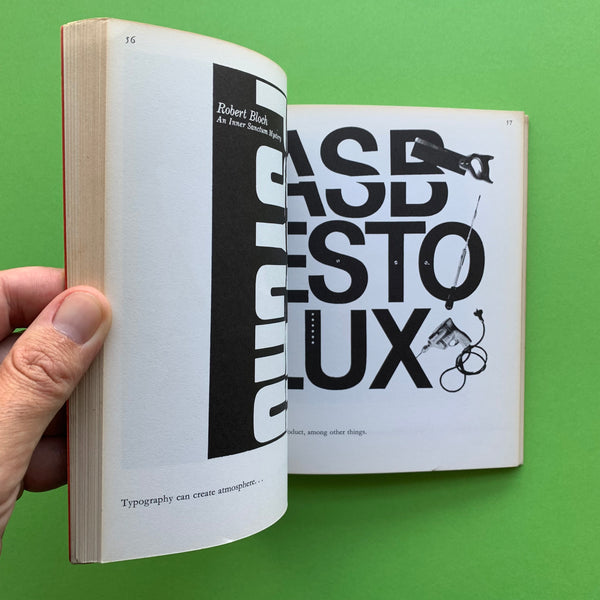 56
Robert Bloch
An Inner Sanctum Mystery
Typography can create atmosphere...
57
ASB
ESTO
LUX
product, among other things.